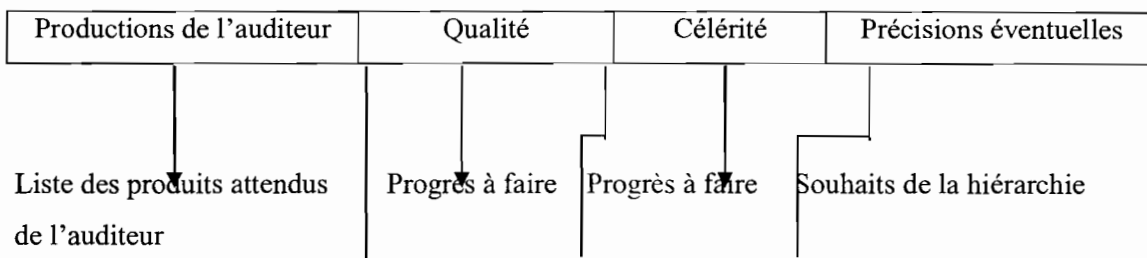 Productions de l’auditeur Qualité Célérité Précisions éventuelles
Liste des produits attendus Progrès à faire Progrès à faire Souhaits de la hiérarchie
de l’auditeur